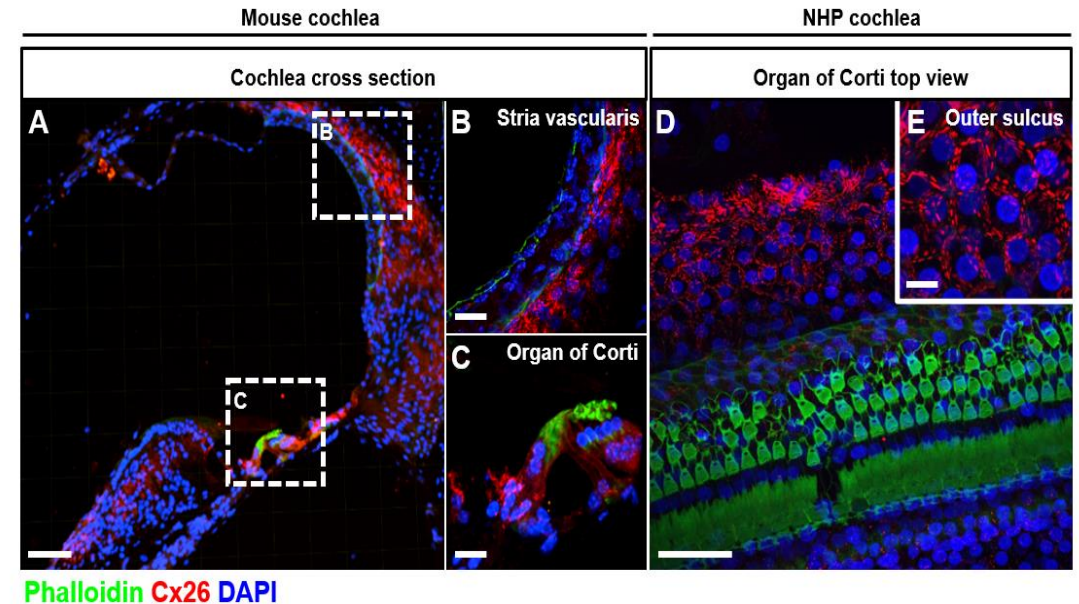 Mouse cochlea
NHP cochlea
Cochlea cross section
Organ of Corti top view
A
B
C
B
Stria vascularis
C
Organ of Corti
D
E
Outer sulcus
Phalloidin Cx26 DAPI